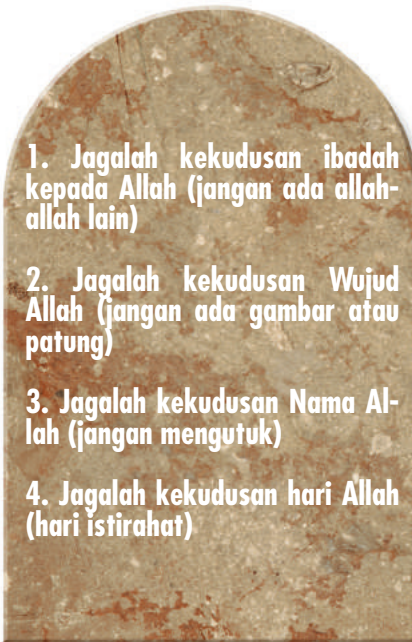 1. Jagalah kekudusan ibadah
kepada Allah (jangan ada allah-
allah lain)
2. Jagalah kekudusan Wujud
Allah (jangan ada gambar atau
patung)
3. Jagalah kekudusan Nama Al-
lah (jangan mengutuk)
4. Jagalah kekudusan hari Allah
(hari istirahat)